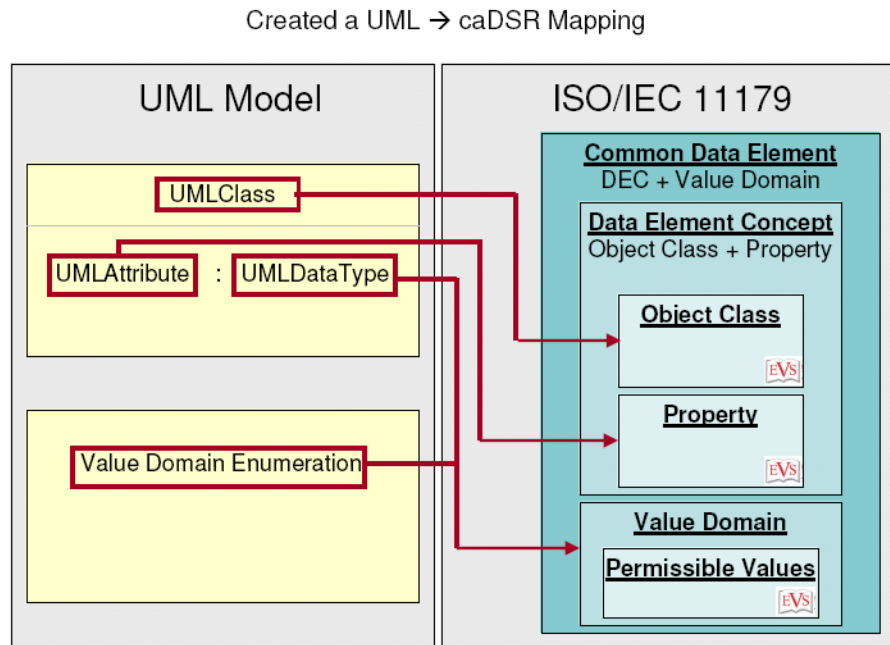 Created a UML → caDSR Mapping
UML Model
UMLClass
UMLAttribute : UMLDataType
Value Domain Enumeration
ISO/IEC 11179
Common Data Element
DEC + Value Domain
Data Element Concept
Object Class + Property
Object Class
EVS
Property
EVS
Value Domain
Permissible Values
EVS